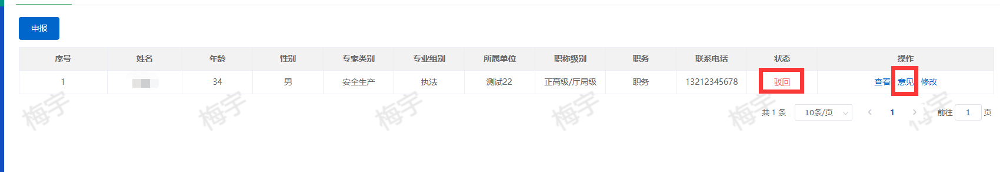 申报
序号 姓名 年龄 性别 专家类别 专业组别 所属单位 职称级别 职务 联系电话 状态 操作
1 34 男 安全生产 执法 测试22 正高级/厅局级 职务 13212345678 驳回 查看 意见 修改
梅宇 梅宇 梅宇 梅宇 梅宇 梅宇
共 1 条 10条/页 1 前往 1 页